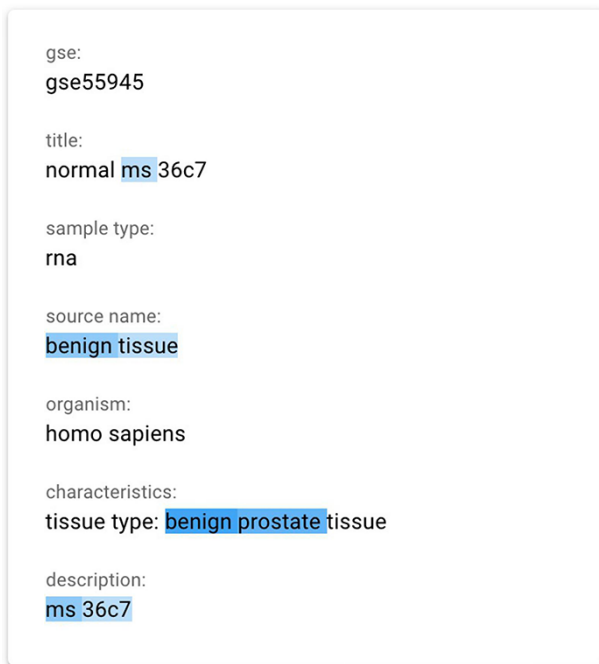 gse:
gse55945
title:
normal ms 36c7
sample type:
rna
source name:
benign tissue
organism:
homo sapiens
characteristics:
tissue type: benign prostate tissue
description:
ms 36c7